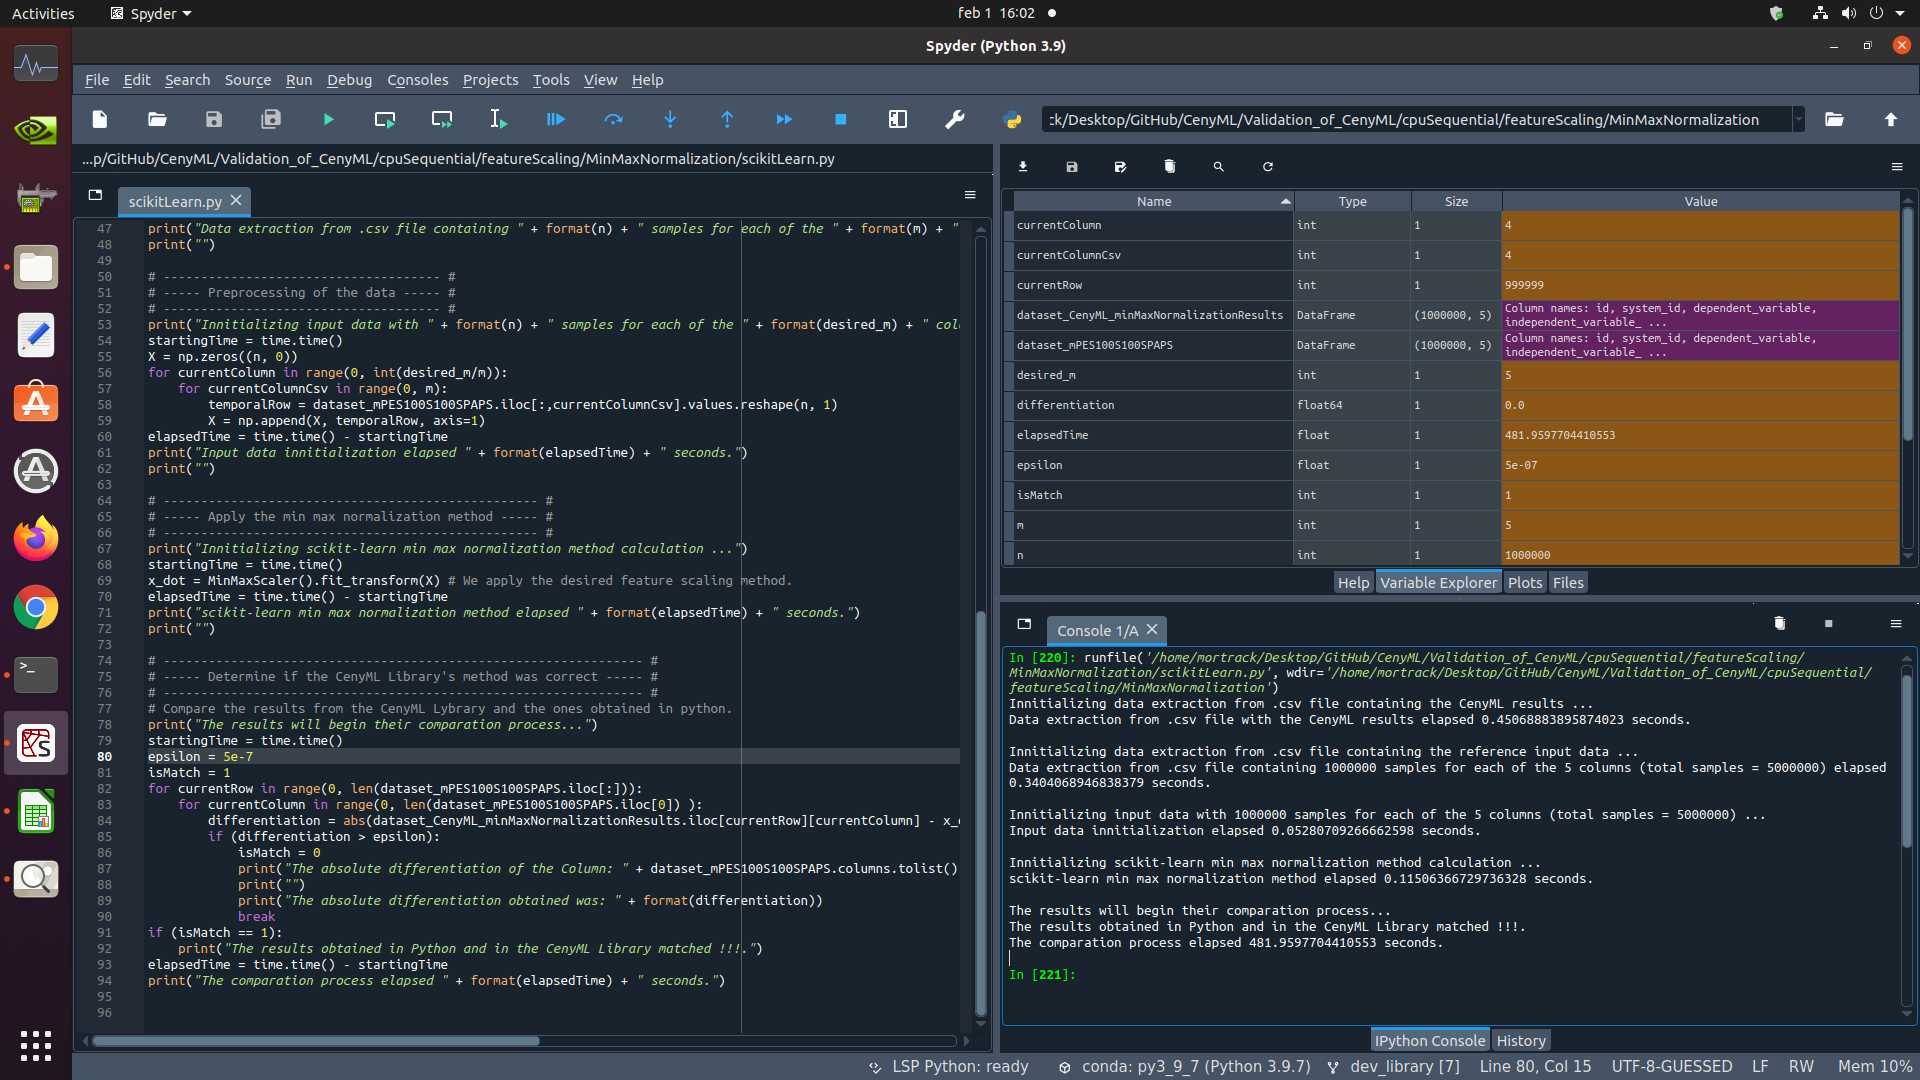 Activities
Spyder
feb 1 16:02
Spyder (Python 3.9)
File Edit Search Source Run Debug Consoles Projects Tools View Help
ck/Desktop/GitHub/CenyML/Validation_of_CenyML/cpuSequential/featureScaling/MinMaxNormalization
...p/GitHub/CenyML/Validation_of_CenyML/cpuSequential/featureScaling/MinMaxNormalization/scikitLearn.py
scikitLearn.py
47 print("Data extraction from .csv file containing " + format(n) + " samples for each of the " + format(m) + "
48 print("")
49
50 # ------------------------------------- #
51 # ----- Preprocessing of the data ----- #
52 # ------------------------------------- #
53 print("Innitializing input data with " + format(n) + " samples for each of the " + format(desired_m) + " col
54 startingTime = time.time()
55 X = np.zeros((n, 0))
56 for currentColumn in range(0, int(desired_m/m)):
57 for currentColumnCsv in range(0, m):
58 temporalRow = dataset_mPES100S100SPAPS.iloc[:,currentColumnCsv].values.reshape(n, 1)
59 X = np.append(X, temporalRow, axis=1)
60 elapsedTime = time.time() - startingTime
61 print("Input data innitialization elapsed " + format(elapsedTime) + " seconds.")
62 print("")
63
64 # -------------------------------------------------- #
65 # ----- Apply the min max normalization method ----- #
66 # -------------------------------------------------- #
67 print("Innitializing scikit-learn min max normalization method calculation ...")
68 startingTime = time.time()
69 x_dot = MinMaxScaler().fit_transform(X) # We apply the desired feature scaling method.
70 elapsedTime = time.time() - startingTime
71 print("scikit-learn min max normalization method elapsed " + format(elapsedTime) + " seconds.")
72 print("")
73
74 # ---------------------------------------------------------------- #
75 # ----- Determine if the CenyML Library's method was correct ----- #
76 # ---------------------------------------------------------------- #
77 # Compare the results from the CenyML Lybrary and the ones obtained in python.
78 print("The results will begin their comparation process...")
79 startingTime = time.time()
80 epsilon = 5e-7
81 isMatch = 1
82 for currentRow in range(0, len(dataset_mPES100S100SPAPS.iloc[:])):
83 for currentColumn in range(0, len(dataset_mPES100S100SPAPS.iloc[0]) ):
84 differentiation = abs(dataset_CenyML_minMaxNormalizationResults.iloc[currentRow][currentColumn] - x_d
85 if (differentiation > epsilon):
86 isMatch = 0
87 print("The absolute differentiation of the Column: " + dataset_mPES100S100SPAPS.columns.tolist()
88 print("")
89 print("The absolute differentiation obtained was: " + format(differentiation))
90 break
91 if (isMatch == 1):
92 print("The results obtained in Python and in the CenyML Library matched !!!.")
93 elapsedTime = time.time() - startingTime
94 print("The comparation process elapsed " + format(elapsedTime) + " seconds.")
95
96
Name Type Size Value
currentColumn int 1 4
currentColumnCsv int 1 4
currentRow int 1 999999
dataset_CenyML_minMaxNormalizationResults DataFrame (1000000, 5) Column names: id, system_id, dependent_variable,
independent_variable_ ...
dataset_mPES100S100SPAPS DataFrame (1000000, 5) Column names: id, system_id, dependent_variable,
independent_variable_ ...
desired_m int 1 5
differentiation float64 1 0.0
elapsedTime float 1 481.9597704410553
epsilon float 1 5e-07
isMatch int 1 1
m int 1 5
n int 1 1000000
Help Variable Explorer Plots Files
Console 1/A
In [220]: runfile('/home/mortrack/Desktop/GitHub/CenyML/Validation_of_CenyML/cpuSequential/featureScaling/
MinMaxNormalization/scikitLearn.py', wdir='/home/mortrack/Desktop/GitHub/CenyML/Validation_of_CenyML/cpuSequential/
featureScaling/MinMaxNormalization')
Innitializing data extraction from .csv file containing the CenyML results ...
Data extraction from .csv file with the CenyML results elapsed 0.45068883895874023 seconds.
Innitializing data extraction from .csv file containing the reference input data ...
Data extraction from .csv file containing 1000000 samples for each of the 5 columns (total samples = 5000000) elapsed
0.3404068946838379 seconds.
Innitializing input data with 1000000 samples for each of the 5 columns (total samples = 5000000) ...
Input data innitialization elapsed 0.05280709266662598 seconds.
Innitializing scikit-learn min max normalization method calculation ...
scikit-learn min max normalization method elapsed 0.11506366729736328 seconds.
The results will begin their comparation process...
The results obtained in Python and in the CenyML Library matched !!!.
The comparation process elapsed 481.9597704410553 seconds.
In [221]:
IPython Console History
LSP Python: ready conda: py3_9_7 (Python 3.9.7) dev_library [7] Line 80, Col 15 UTF-8-GUESSED LF RW Mem 10%